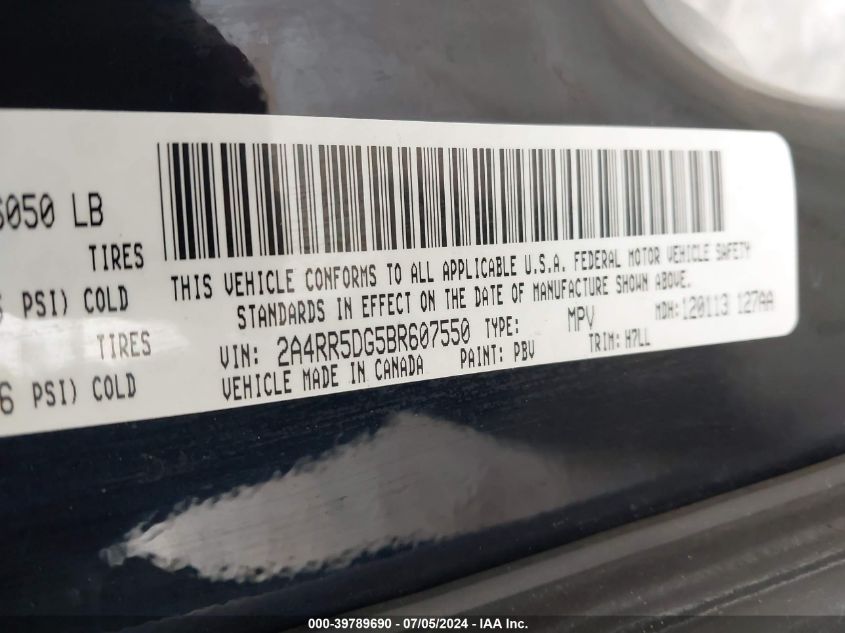 6050 LB
TIRES
PSI) COLD
TIRES
6 PSI) COLD
THIS VEHICLE CONFORMS TO ALL APPLICABLE U.S.A. FEDERAL MOTOR VEHICLE SAFETY
STANDARDS IN EFFECT ON THE DATE OF MANUFACTURE SHOWN ABOVE.
MDH: 120113 127AA
VIN: 2A4RR5DG5BR607550 TYPE: MPV
VEHICLE MADE IN CANADA PAINT: PBV TRIM: H7LL
000-39789690 - 07/05/2024 - IAA Inc.